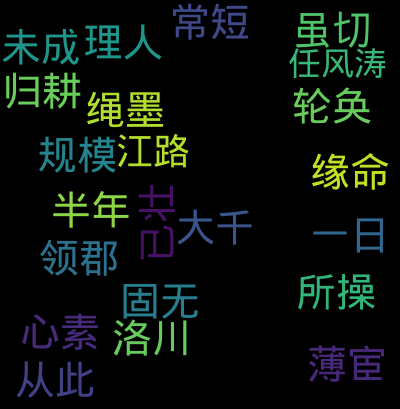 常短
虽切
未成
理人
任风涛
归耕
绳墨
轮奂
规模
江路
缘命
半年
已壮
大千
一日
领郡
固无
所操
心素
洛川
薄宦
从此